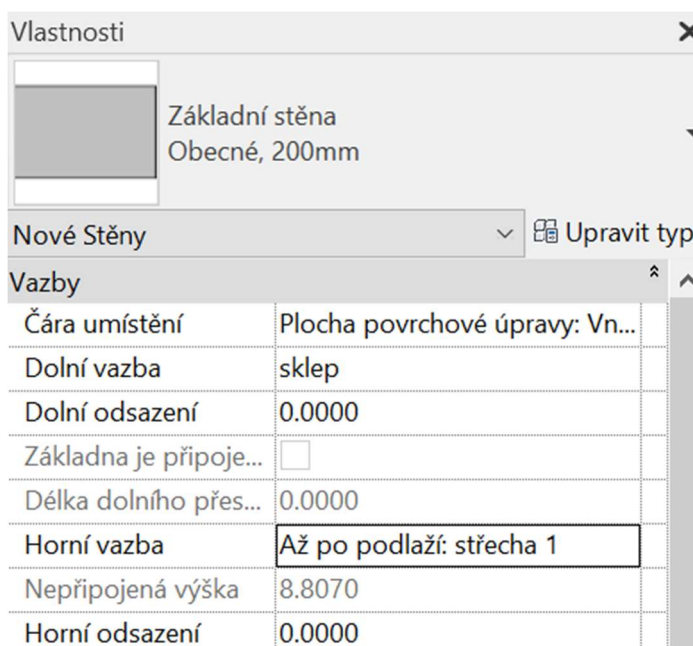 Vlastnosti
Základní stěna
Obecné, 200mm
Nové Stěny
Upravit typ
Vazby
Čára umístění Plocha povrchové úpravy: Vn...
Dolní vazba sklep
Dolní odsazení 0.0000
Základna je připoje...
Délka dolního přes... 0.0000
Horní vazba Až po podlaží: střecha 1
Nepřipojená výška 8.8070
Horní odsazení 0.0000